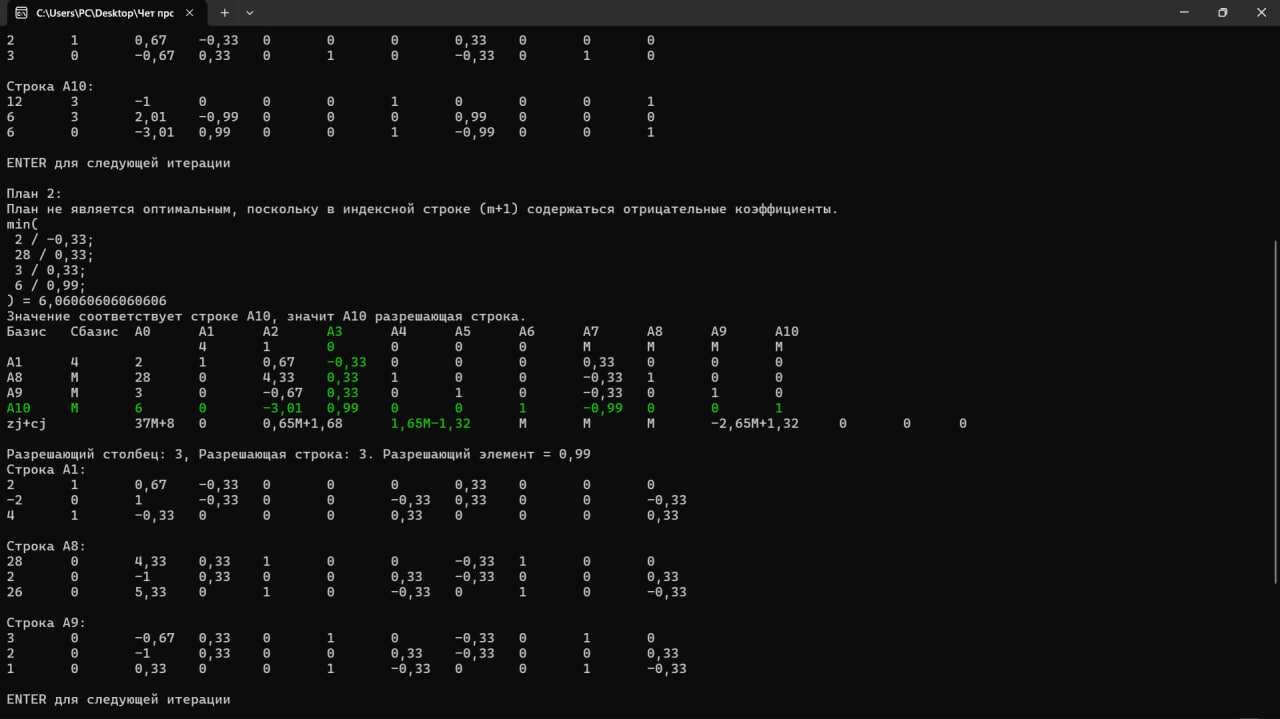 C:\Users\PC\Desktop\Чет прс
2 1 0,67 -0,33 0 0 0 0,33 0 0 0
3 0 -0,67 0,33 0 1 0 -0,33 0 1 0
Строка A10:
12 3 -1 0 0 0 1 0 0 0 1
6 3 2,01 -0,99 0 0 0 0,99 0 0 0
6 0 -3,01 0,99 0 0 1 -0,99 0 0 1
ENTER для следующей итерации
План 2:
План не является оптимальным, поскольку в индексной строке (m+1) содержаться отрицательные коэффициенты.
min(
2 / -0,33;
28 / 0,33;
3 / 0,33;
6 / 0,99;
) = 6,06060606060606
Значение соответствует строке A10, значит A10 разрешающая строка.
Базис Cбазис A0 A1 A2 A3 A4 A5 A6 A7 A8 A9 A10
4 1 0 0 0 0 M M M M
A1 4 2 1 0,67 -0,33 0 0 0 0,33 0 0 0
A8 M 28 0 4,33 0,33 1 0 0 -0,33 1 0 0
A9 M 3 0 -0,67 0,33 0 1 0 -0,33 0 1 0
A10 M 6 0 -3,01 0,99 0 0 1 -0,99 0 0 1
zj+cj 37M+8 0 0,65M+1,68 1,65M-1,32 M M M -2,65M+1,32 0 0 0
Разрешающий столбец: 3, Разрешающая строка: 3. Разрешающий элемент = 0,99
Строка A1:
2 1 0,67 -0,33 0 0 0 0,33 0 0 0
-2 0 1 -0,33 0 0 -0,33 0,33 0 0 -0,33
4 1 -0,33 0 0 0 0,33 0 0 0 0,33
Строка A8:
28 0 4,33 0,33 1 0 0 -0,33 1 0 0
2 0 -1 0,33 0 0 0,33 -0,33 0 0 0,33
26 0 5,33 0 1 0 -0,33 0 1 0 -0,33
Строка A9:
3 0 -0,67 0,33 0 1 0 -0,33 0 1 0
2 0 -1 0,33 0 0 0,33 -0,33 0 0 0,33
1 0 0,33 0 0 1 -0,33 0 0 1 -0,33
ENTER для следующей итерации